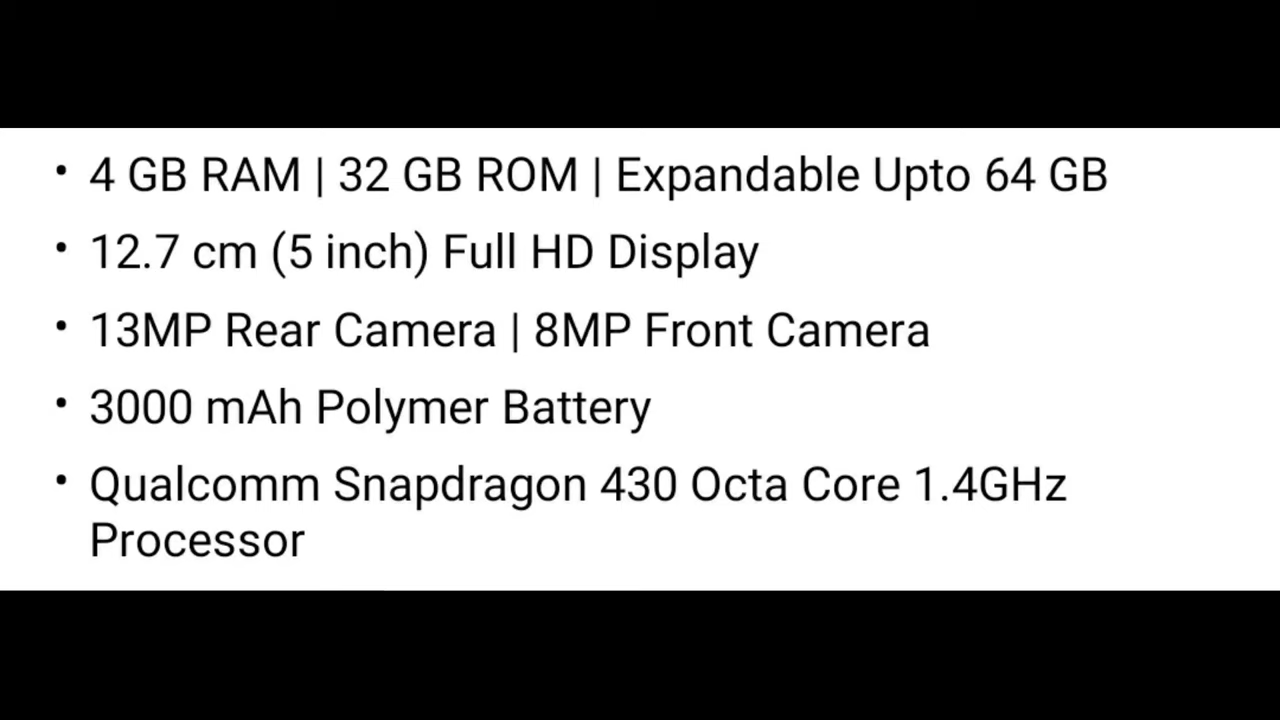 • 4 GB RAM | 32 GB ROM | Expandable Upto 64 GB
• 12.7 cm (5 inch) Full HD Display
• 13MP Rear Camera | 8MP Front Camera
• 3000 mAh Polymer Battery
• Qualcomm Snapdragon 430 Octa Core 1.4GHz
Processor